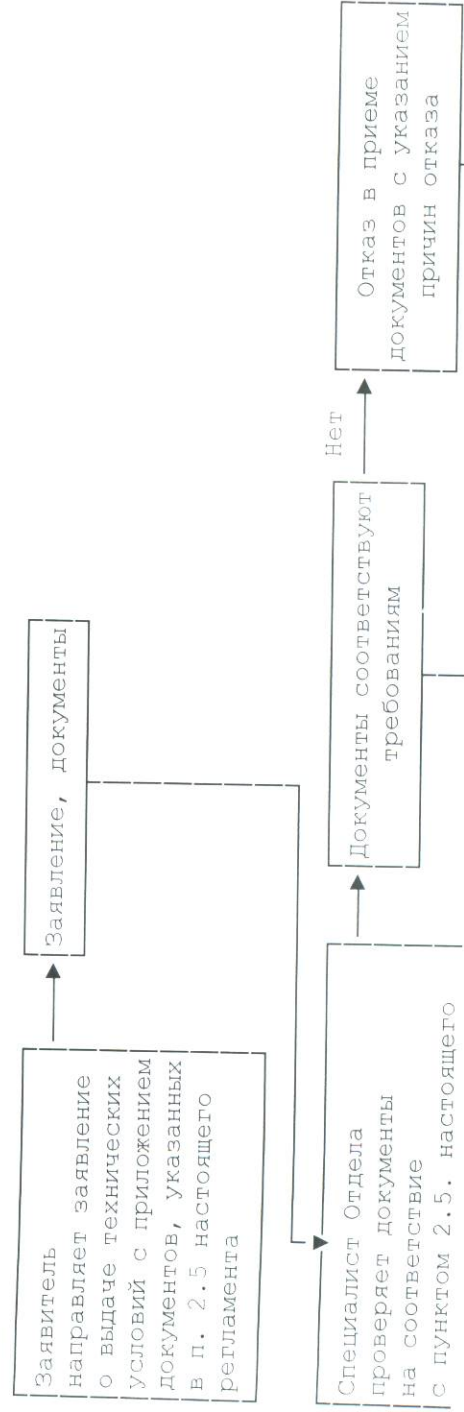 Заявитель
направляет заявление
о выдаче технических
условий с приложением
документов, указанных
в п. 2.5 настоящего
регламента
Заявление, документы
Специалист Отдела
проверяет документы
на соответствие
с пунктом 2.5. настоящего
Документы соответствуют
требованиям
Нет
Отказ в приеме
документов с указанием
причин отказа